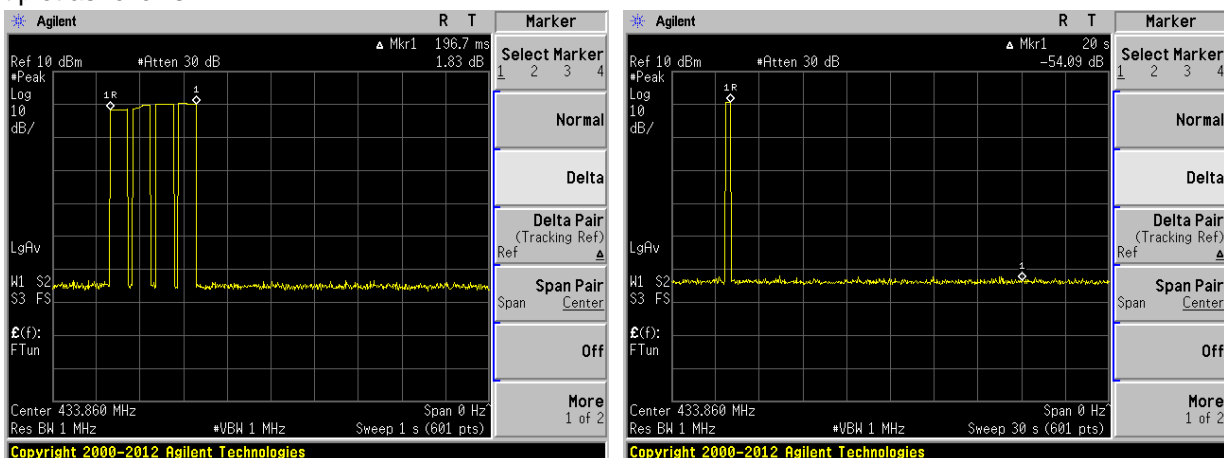 Agilent R T Marker
Δ Mkr1 196.7 ms
Ref 10 dBm #Atten 30 dB 1.83 dB
#Peak
Log
10
dB/
1R
1
LgAv
W1 S2
S3 FS
£(f):
FTun
Center 433.860 MHz Span 0 Hz^
Res BW 1 MHz #VBW 1 MHz Sweep 1 s (601 pts)
Copyright 2000-2012 Agilent Technologies
Select Marker
1 2 3 4
Normal
Delta
Delta Pair
(Tracking Ref)
Ref Δ
Span Pair
Span Center
Off
More
1 of 2
Agilent R T Marker
Δ Mkr1 20 s
Ref 10 dBm #Atten 30 dB -54.09 dB
#Peak
Log
10
dB/
1R
1
LgAv
W1 S2
S3 FS
£(f):
FTun
Center 433.860 MHz Span 0 Hz^
Res BW 1 MHz #VBW 1 MHz Sweep 30 s (601 pts)
Copyright 2000-2012 Agilent Technologies
Select Marker
1 2 3 4
Normal
Delta
Delta Pair
(Tracking Ref)
Ref Δ
Span Pair
Span Center
Off
More
1 of 2